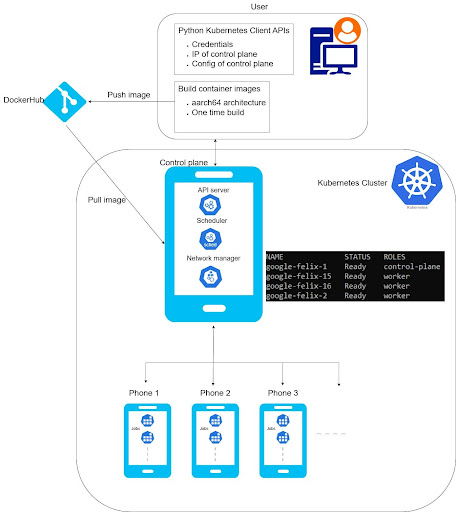 User
Python Kubernetes Client APIs
Credentials
IP of control plane
Config of control plane
Build container images
aarch64 architecture
One time build
DockerHub
Push image
Pull image
Control plane
Kubernetes Cluster
kubernetes
API server
Scheduler
sched
Network manager
NAME STATUS ROLES
google-felix-1 Ready control-plane
google-felix-15 Ready worker
google-felix-16 Ready worker
google-felix-2 Ready worker
Phone 1 Phone 2 Phone 3
Jobs Jobs Jobs